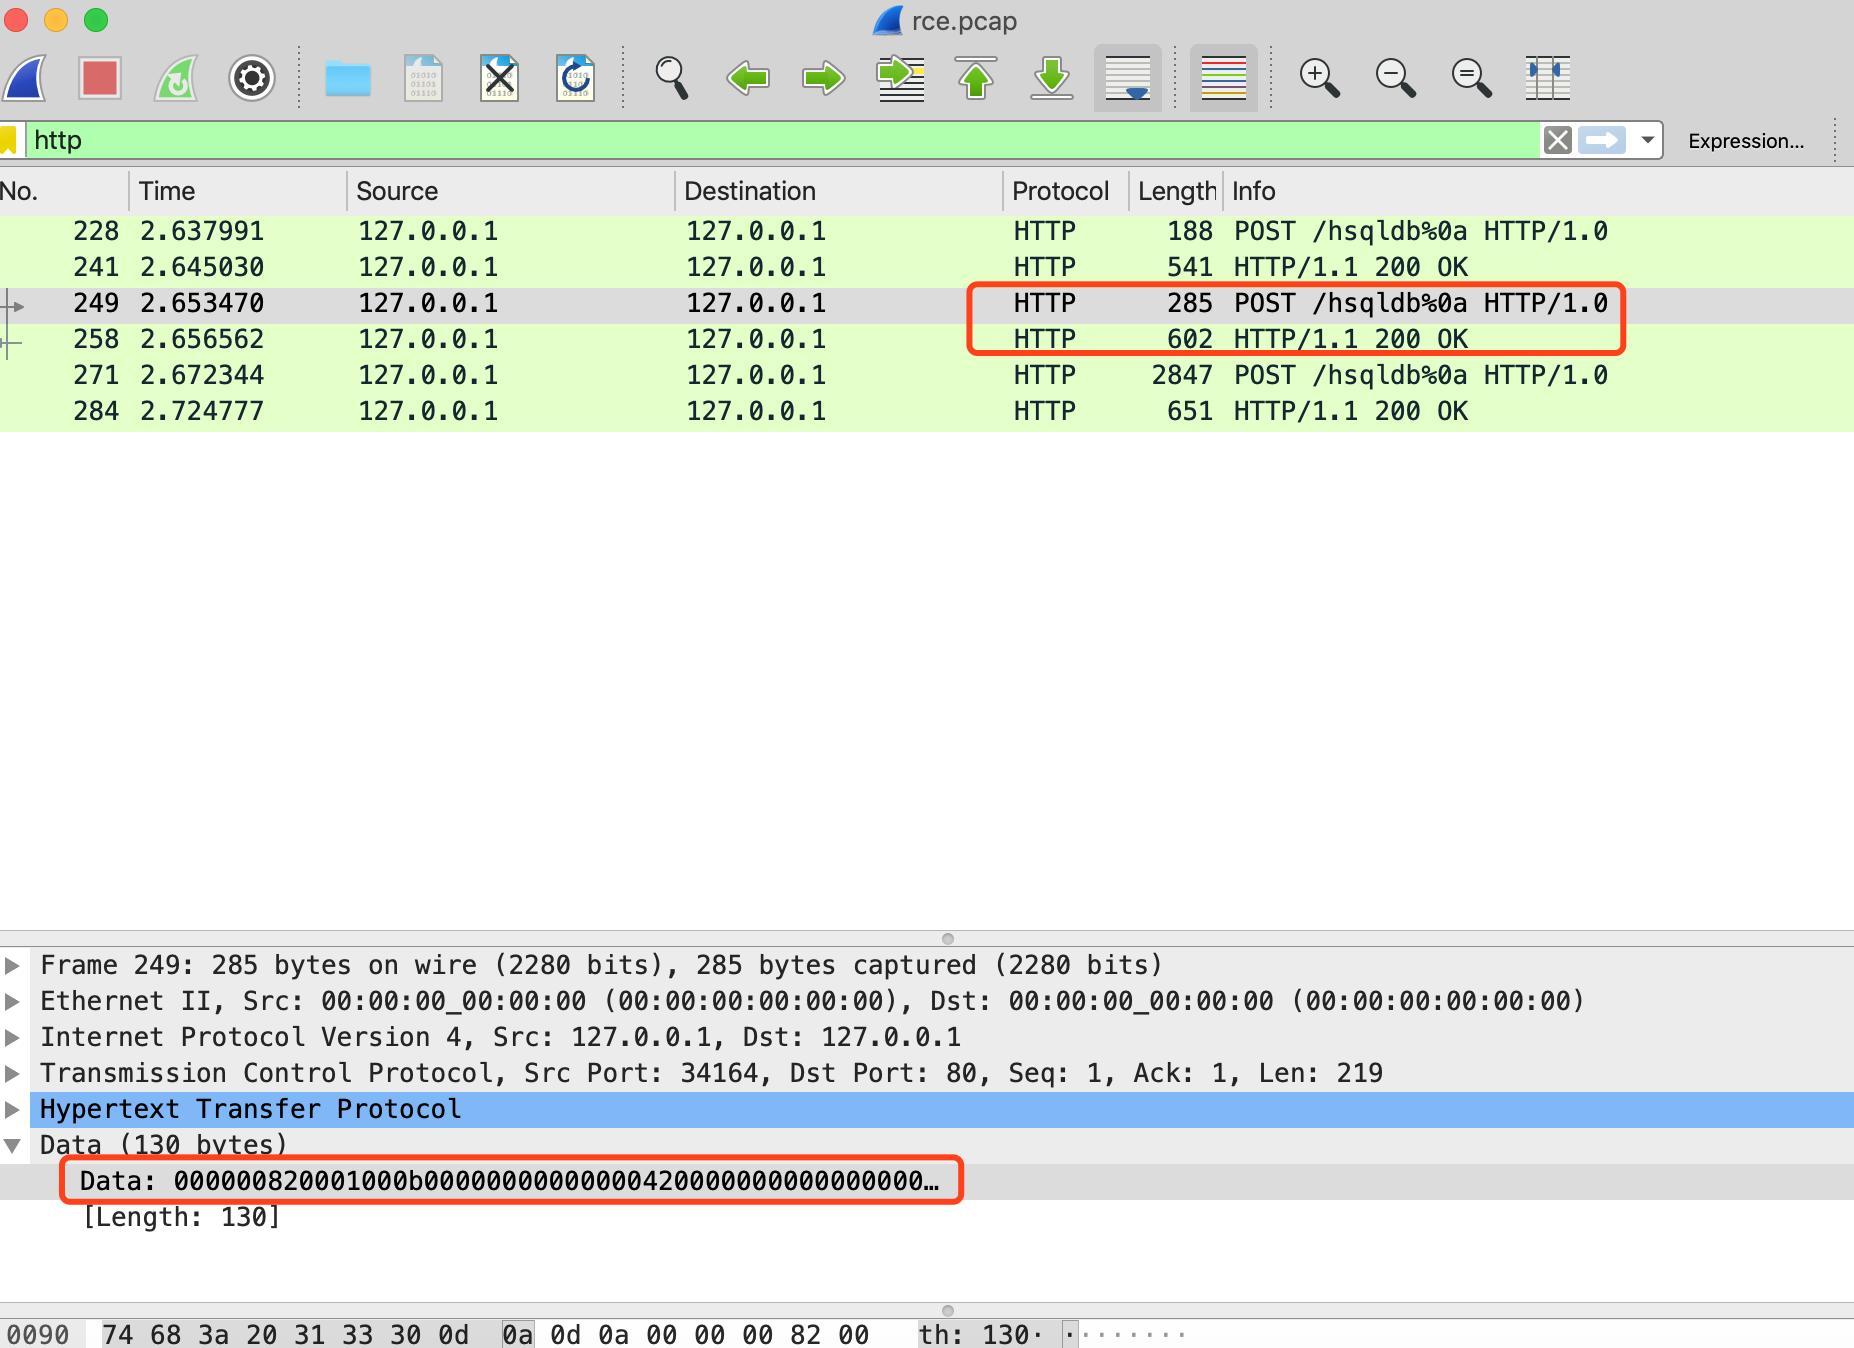 rce.pcap
http
Expression...
No. Time Source Destination Protocol Length Info
228 2.637991 127.0.0.1 127.0.0.1 HTTP 188 POST /hsqldb%0a HTTP/1.0
241 2.645030 127.0.0.1 127.0.0.1 HTTP 541 HTTP/1.1 200 OK
249 2.653470 127.0.0.1 127.0.0.1 HTTP 285 POST /hsqldb%0a HTTP/1.0
258 2.656562 127.0.0.1 127.0.0.1 HTTP 602 HTTP/1.1 200 OK
271 2.672344 127.0.0.1 127.0.0.1 HTTP 2847 POST /hsqldb%0a HTTP/1.0
284 2.724777 127.0.0.1 127.0.0.1 HTTP 651 HTTP/1.1 200 OK
Frame 249: 285 bytes on wire (2280 bits), 285 bytes captured (2280 bits)
Ethernet II, Src: 00:00:00_00:00:00 (00:00:00:00:00:00), Dst: 00:00:00_00:00:00 (00:00:00:00:00:00)
Internet Protocol Version 4, Src: 127.0.0.1, Dst: 127.0.0.1
Transmission Control Protocol, Src Port: 34164, Dst Port: 80, Seq: 1, Ack: 1, Len: 219
Hypertext Transfer Protocol
Data (130 bytes)
Data: 000000820001000b000000000000000420000000000000000…
[Length: 130]
0090 74 68 3a 20 31 33 30 0d 0a 0d 0a 00 00 00 82 00 th: 130· ········